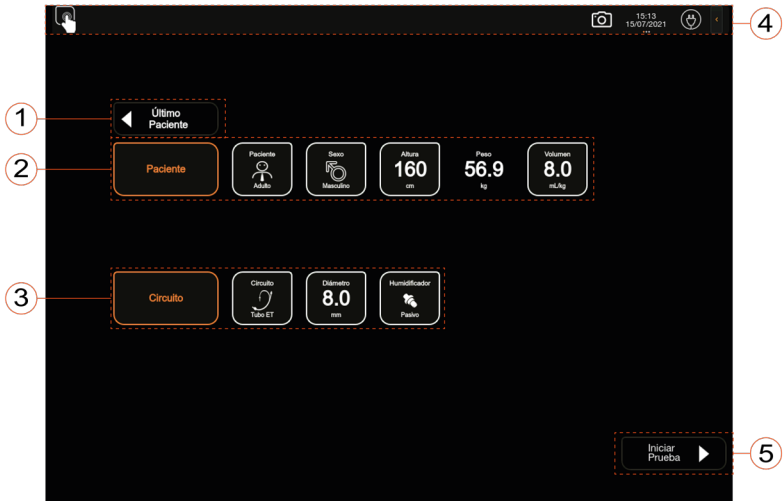 15:13
15/07/2021
...
4
1
Último
Paciente
2
Paciente
Paciente
Adulto
Sexo
Masculino
Altura
160
cm
Peso
56.9
kg
Volumen
8.0
mL/kg
3
Circuito
Circuito
Tubo ET
Diámetro
8.0
mm
Humidificador
Pasivo
Iniciar
Prueba
5